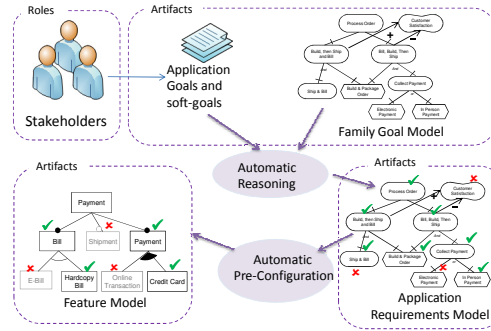 Roles
Stakeholders
Artifacts
Application
Goals and
soft-goals
Process Order
Customer
Satisfaction
Build, then Ship
and Bill
Bill, Build, Then
Ship
Ship & Bill
Build & Package
Order
Collect Payment
Electronic
Payment
In Person
Payment
Family Goal Model
Automatic
Reasoning
Artifacts
Payment
Bill
Shipment
Payment
E-Bill
Hardcopy
Bill
Online
Transaction
Credit Card
Feature Model
Automatic
Pre-Configuration
Artifacts
Process Order
Customer
Satisfaction
Build, then Ship
and Bill
Bill, Build, Then
Ship
Ship & Bill
Build & Package
Order
Collect Payment
Electronic
Payment
In Person
Payment
Application
Requirements Model